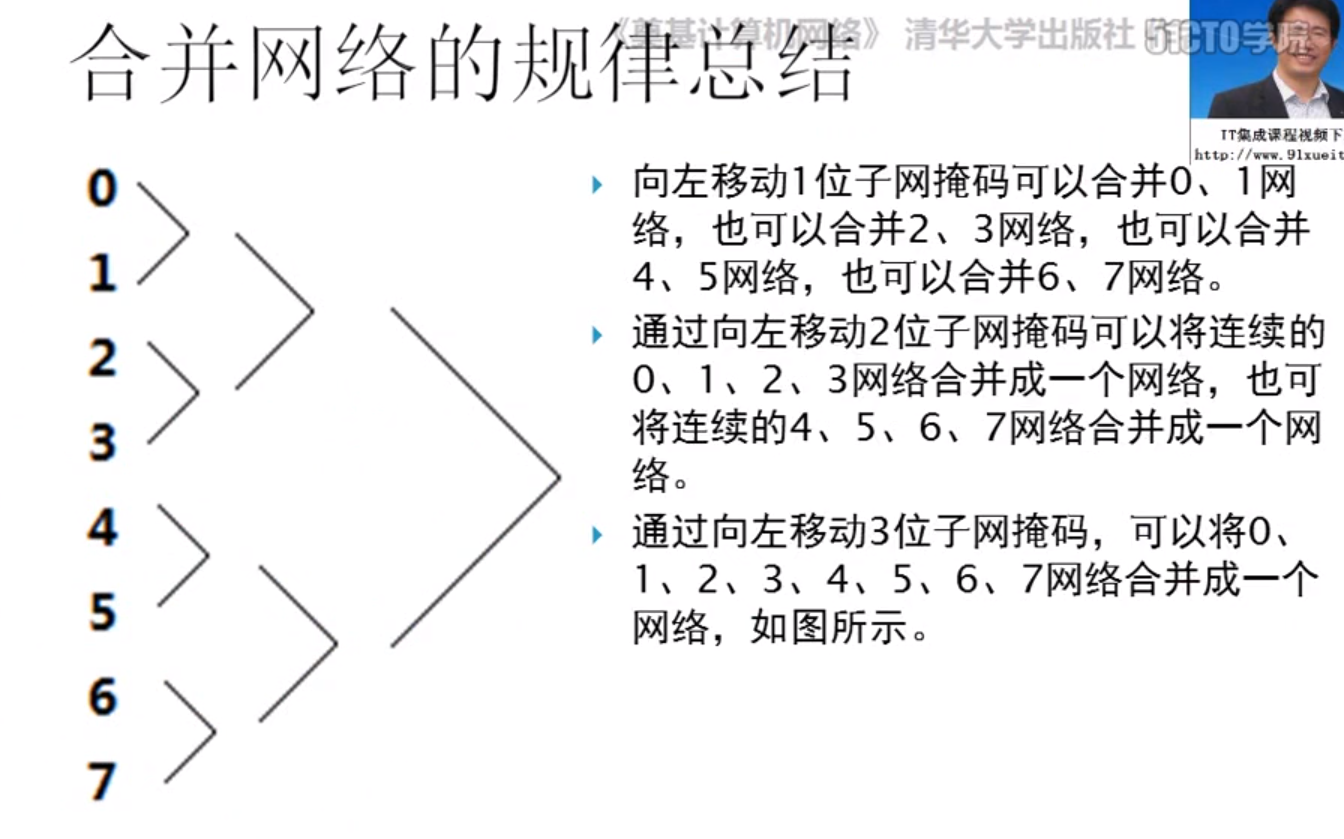 合并网络的规律总结
《奠基计算机网络》 清华大学出版社
51CTO学院
IT集成课程视频下
http://www.91xueit
0
1
2
3
4
5
6
7
向左移动1位子网掩码可以合并0、1网
络，也可以合并2、3网络，也可以合并
4、5网络，也可以合并6、7网络。
通过向左移动2位子网掩码可以将连续的
0、1、2、3网络合并成一个网络，也可
将连续的4、5、6、7网络合并成一个网
络。
通过向左移动3位子网掩码，可以将0、
1、2、3、4、5、6、7网络合并成一个
网络，如图所示。